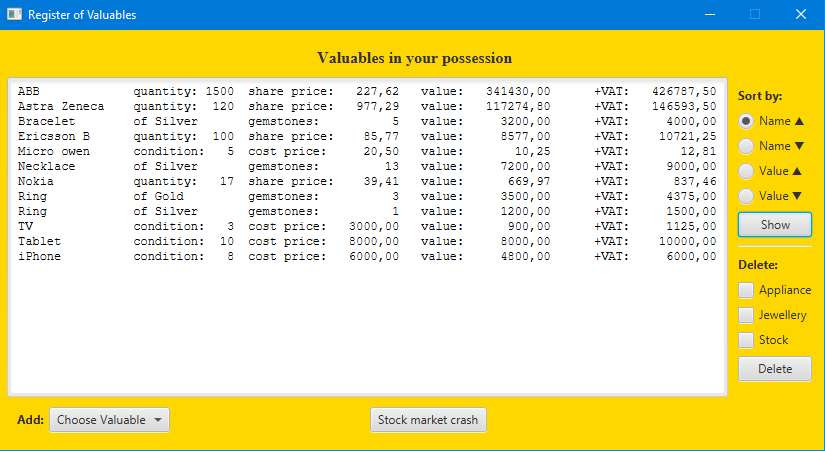 Register of Valuables
Valuables in your possession
ABB quantity: 1500 share price: 227,62 value: 341430,00 +VAT: 426787,50
Astra Zeneca quantity: 120 share price: 977,29 value: 117274,80 +VAT: 146593,50
Bracelet of Silver gemstones: 5 value: 3200,00 +VAT: 4000,00
Ericsson B quantity: 100 share price: 85,77 value: 8577,00 +VAT: 10721,25
Micro owen condition: 5 cost price: 20,50 value: 10,25 +VAT: 12,81
Necklace of Silver gemstones: 13 value: 7200,00 +VAT: 9000,00
Nokia quantity: 17 share price: 39,41 value: 669,97 +VAT: 837,46
Ring of Gold gemstones: 3 value: 3500,00 +VAT: 4375,00
Ring of Silver gemstones: 1 value: 1200,00 +VAT: 1500,00
TV condition: 3 cost price: 3000,00 value: 900,00 +VAT: 1125,00
Tablet condition: 10 cost price: 8000,00 value: 8000,00 +VAT: 10000,00
iPhone condition: 8 cost price: 6000,00 value: 4800,00 +VAT: 6000,00
Sort by:
Name ▲
Name ▼
Value ▲
Value ▼
Show
Delete:
Appliance
Jewellery
Stock
Delete
Add: Choose Valuable
Stock market crash